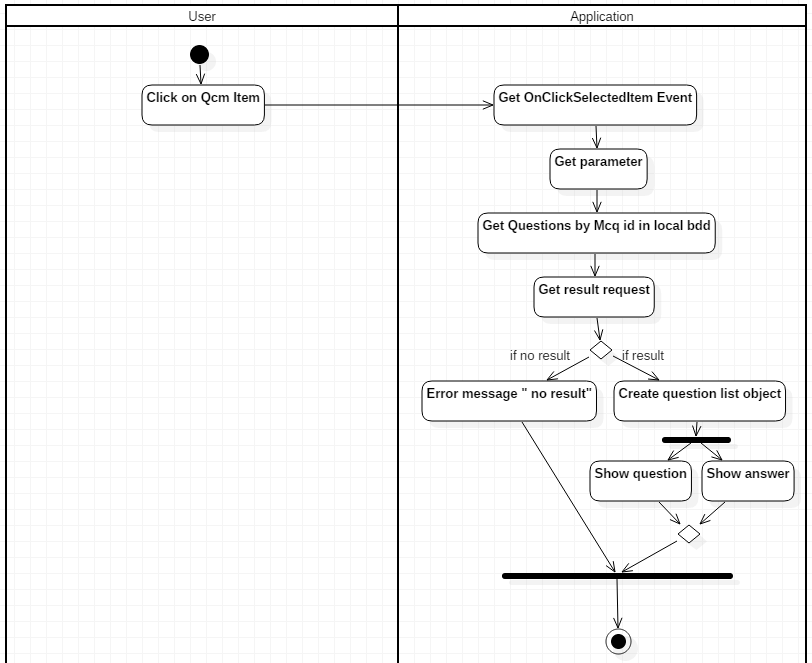 User
Application
Click on Qcm Item
Get OnClickSelectedItem Event
Get parameter
Get Questions by Mcq id in local bdd
Get result request
if no result
if result
Error message " no result"
Create question list object
Show question
Show answer